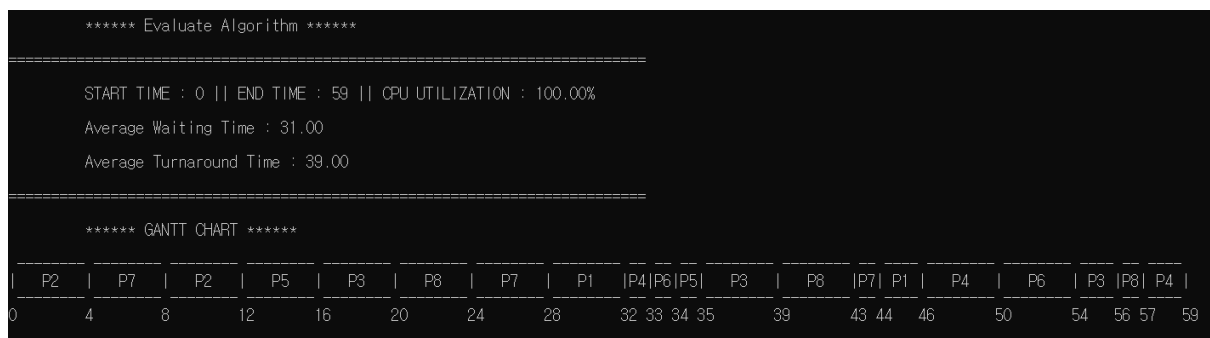 ****** Evaluate Algorithm ******
===========================================================================
START TIME : 0 || END TIME : 59 || CPU UTILIZATION : 100.00%
Average Waiting Time : 31.00
Average Turnaround Time : 39.00
===========================================================================
****** GANTT CHART ******
| P2 | P7 | P2 | P5 | P3 | P8 | P7 | P1 |P4|P6|P5| P3 | P8 |P7| P1 | P4 | P6 | P3 |P8| P4 |
0 4 8 12 16 20 24 28 32 33 34 35 39 43 44 46 50 54 56 57 59